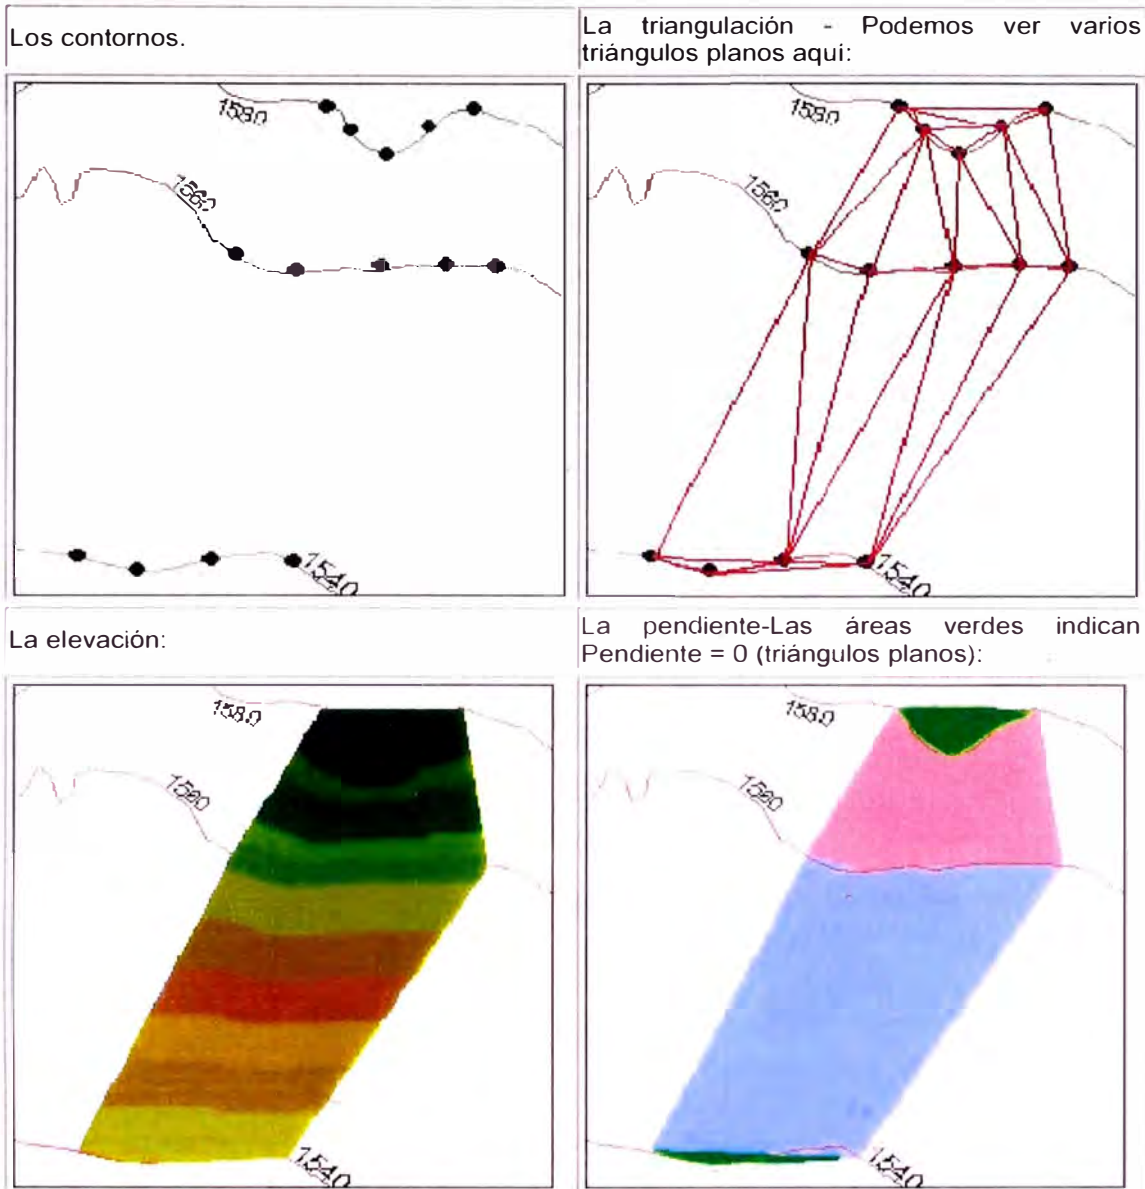 Los contornos.
La triangulación - Podemos ver varios
triángulos planos aquí:
1580
1560
1540
1580
1560
1540
La elevación:
La pendiente-Las áreas verdes indican
Pendiente = 0 (triángulos planos):
1580
1560
1540
1580
1560
1540